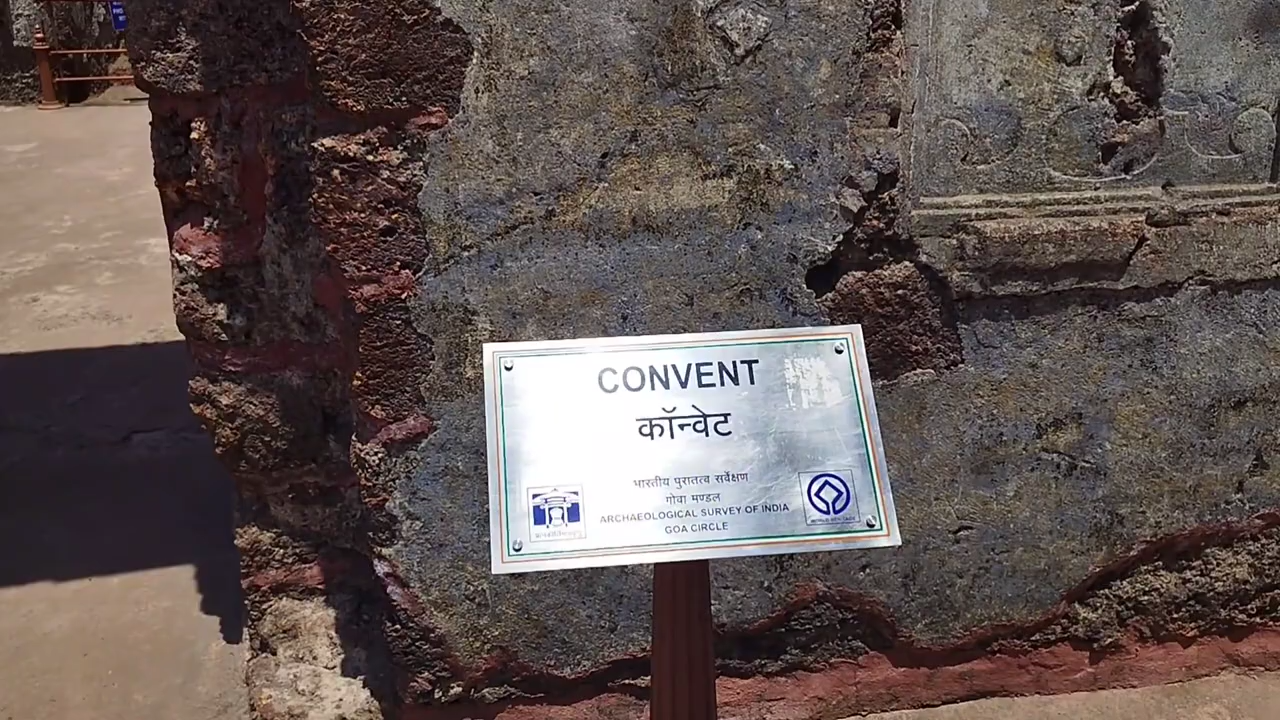 CONVENT
कॉन्वेट
भारतीय पुरातत्व सर्वेक्षण
गोवा मण्डल
ARCHAEOLOGICAL SURVEY OF INDIA
GOA CIRCLE